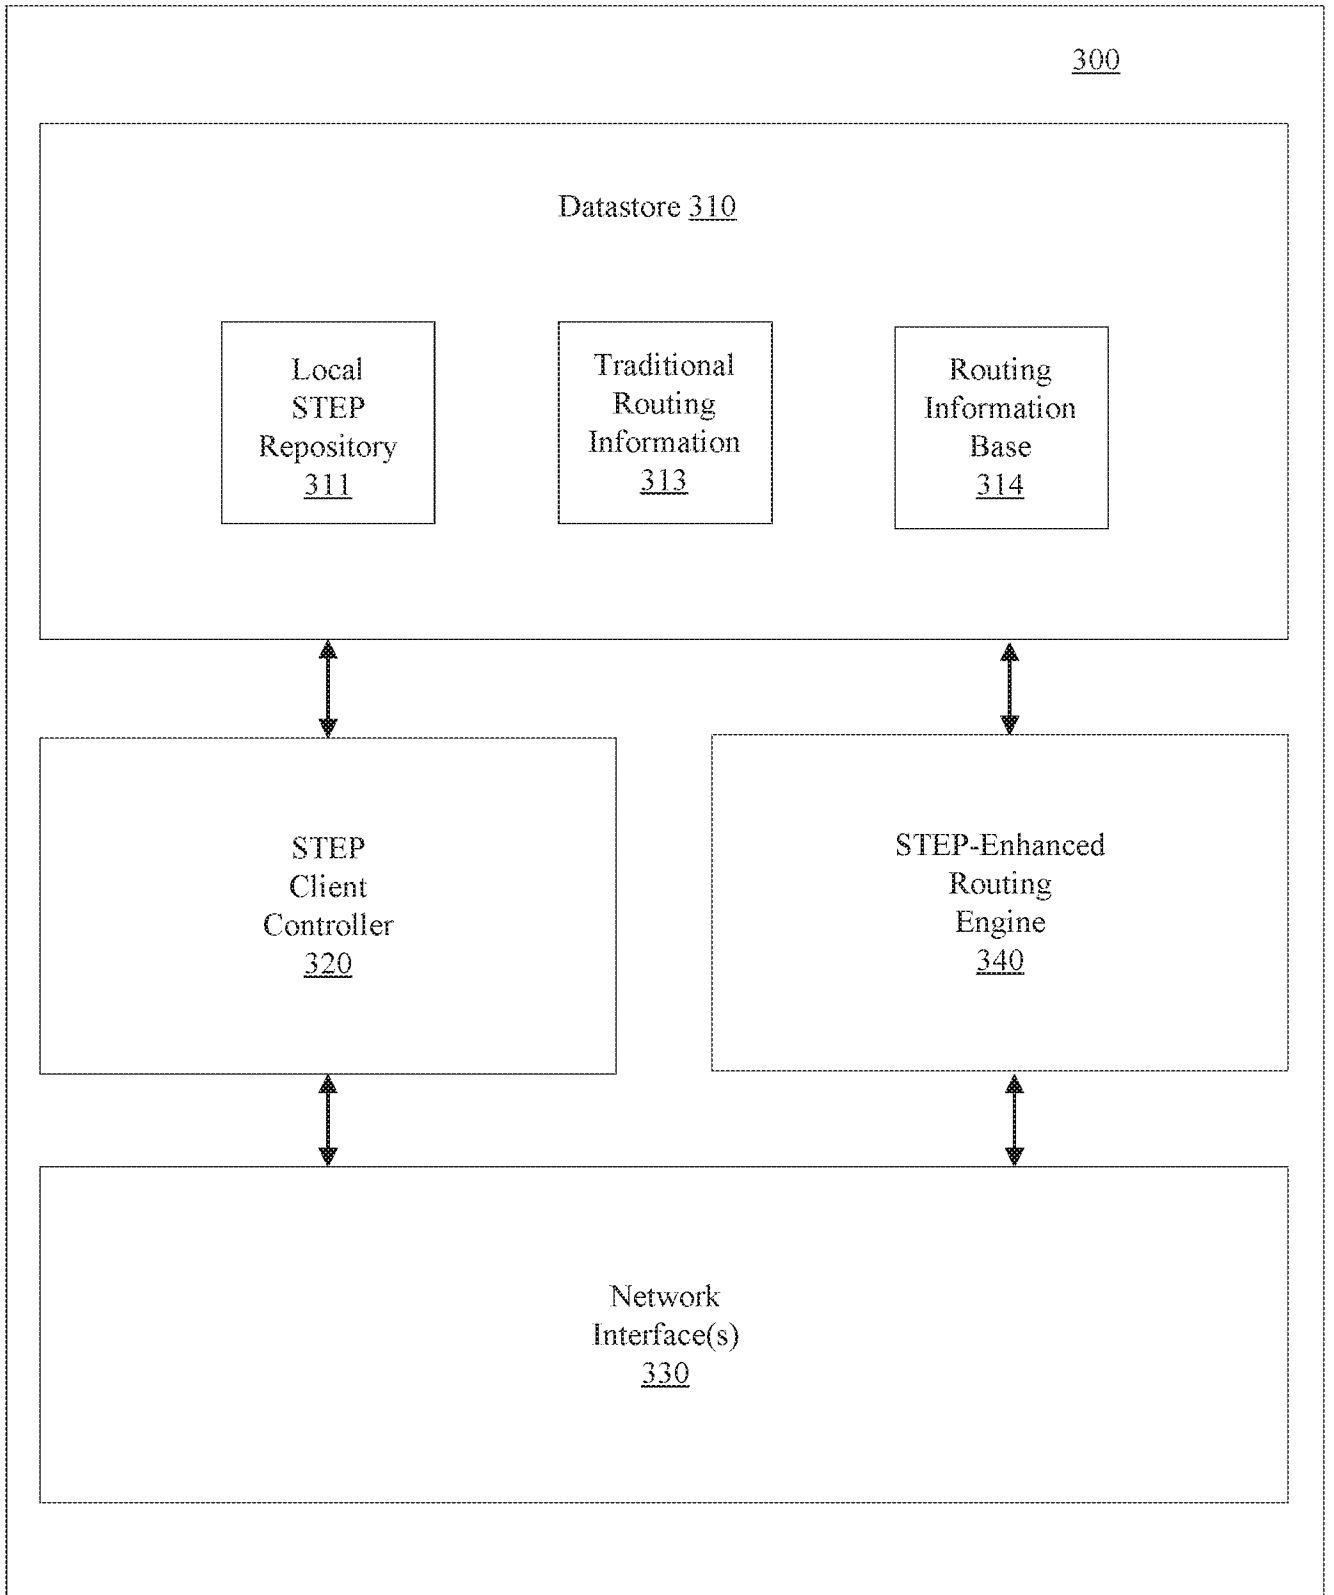 300
Datastore 310
Local
STEP
Repository
311
Traditional
Routing
Information
313
Routing
Information
Base
314
STEP
Client
Controller
320
STEP-Enhanced
Routing
Engine
340
Network
Interface(s)
330